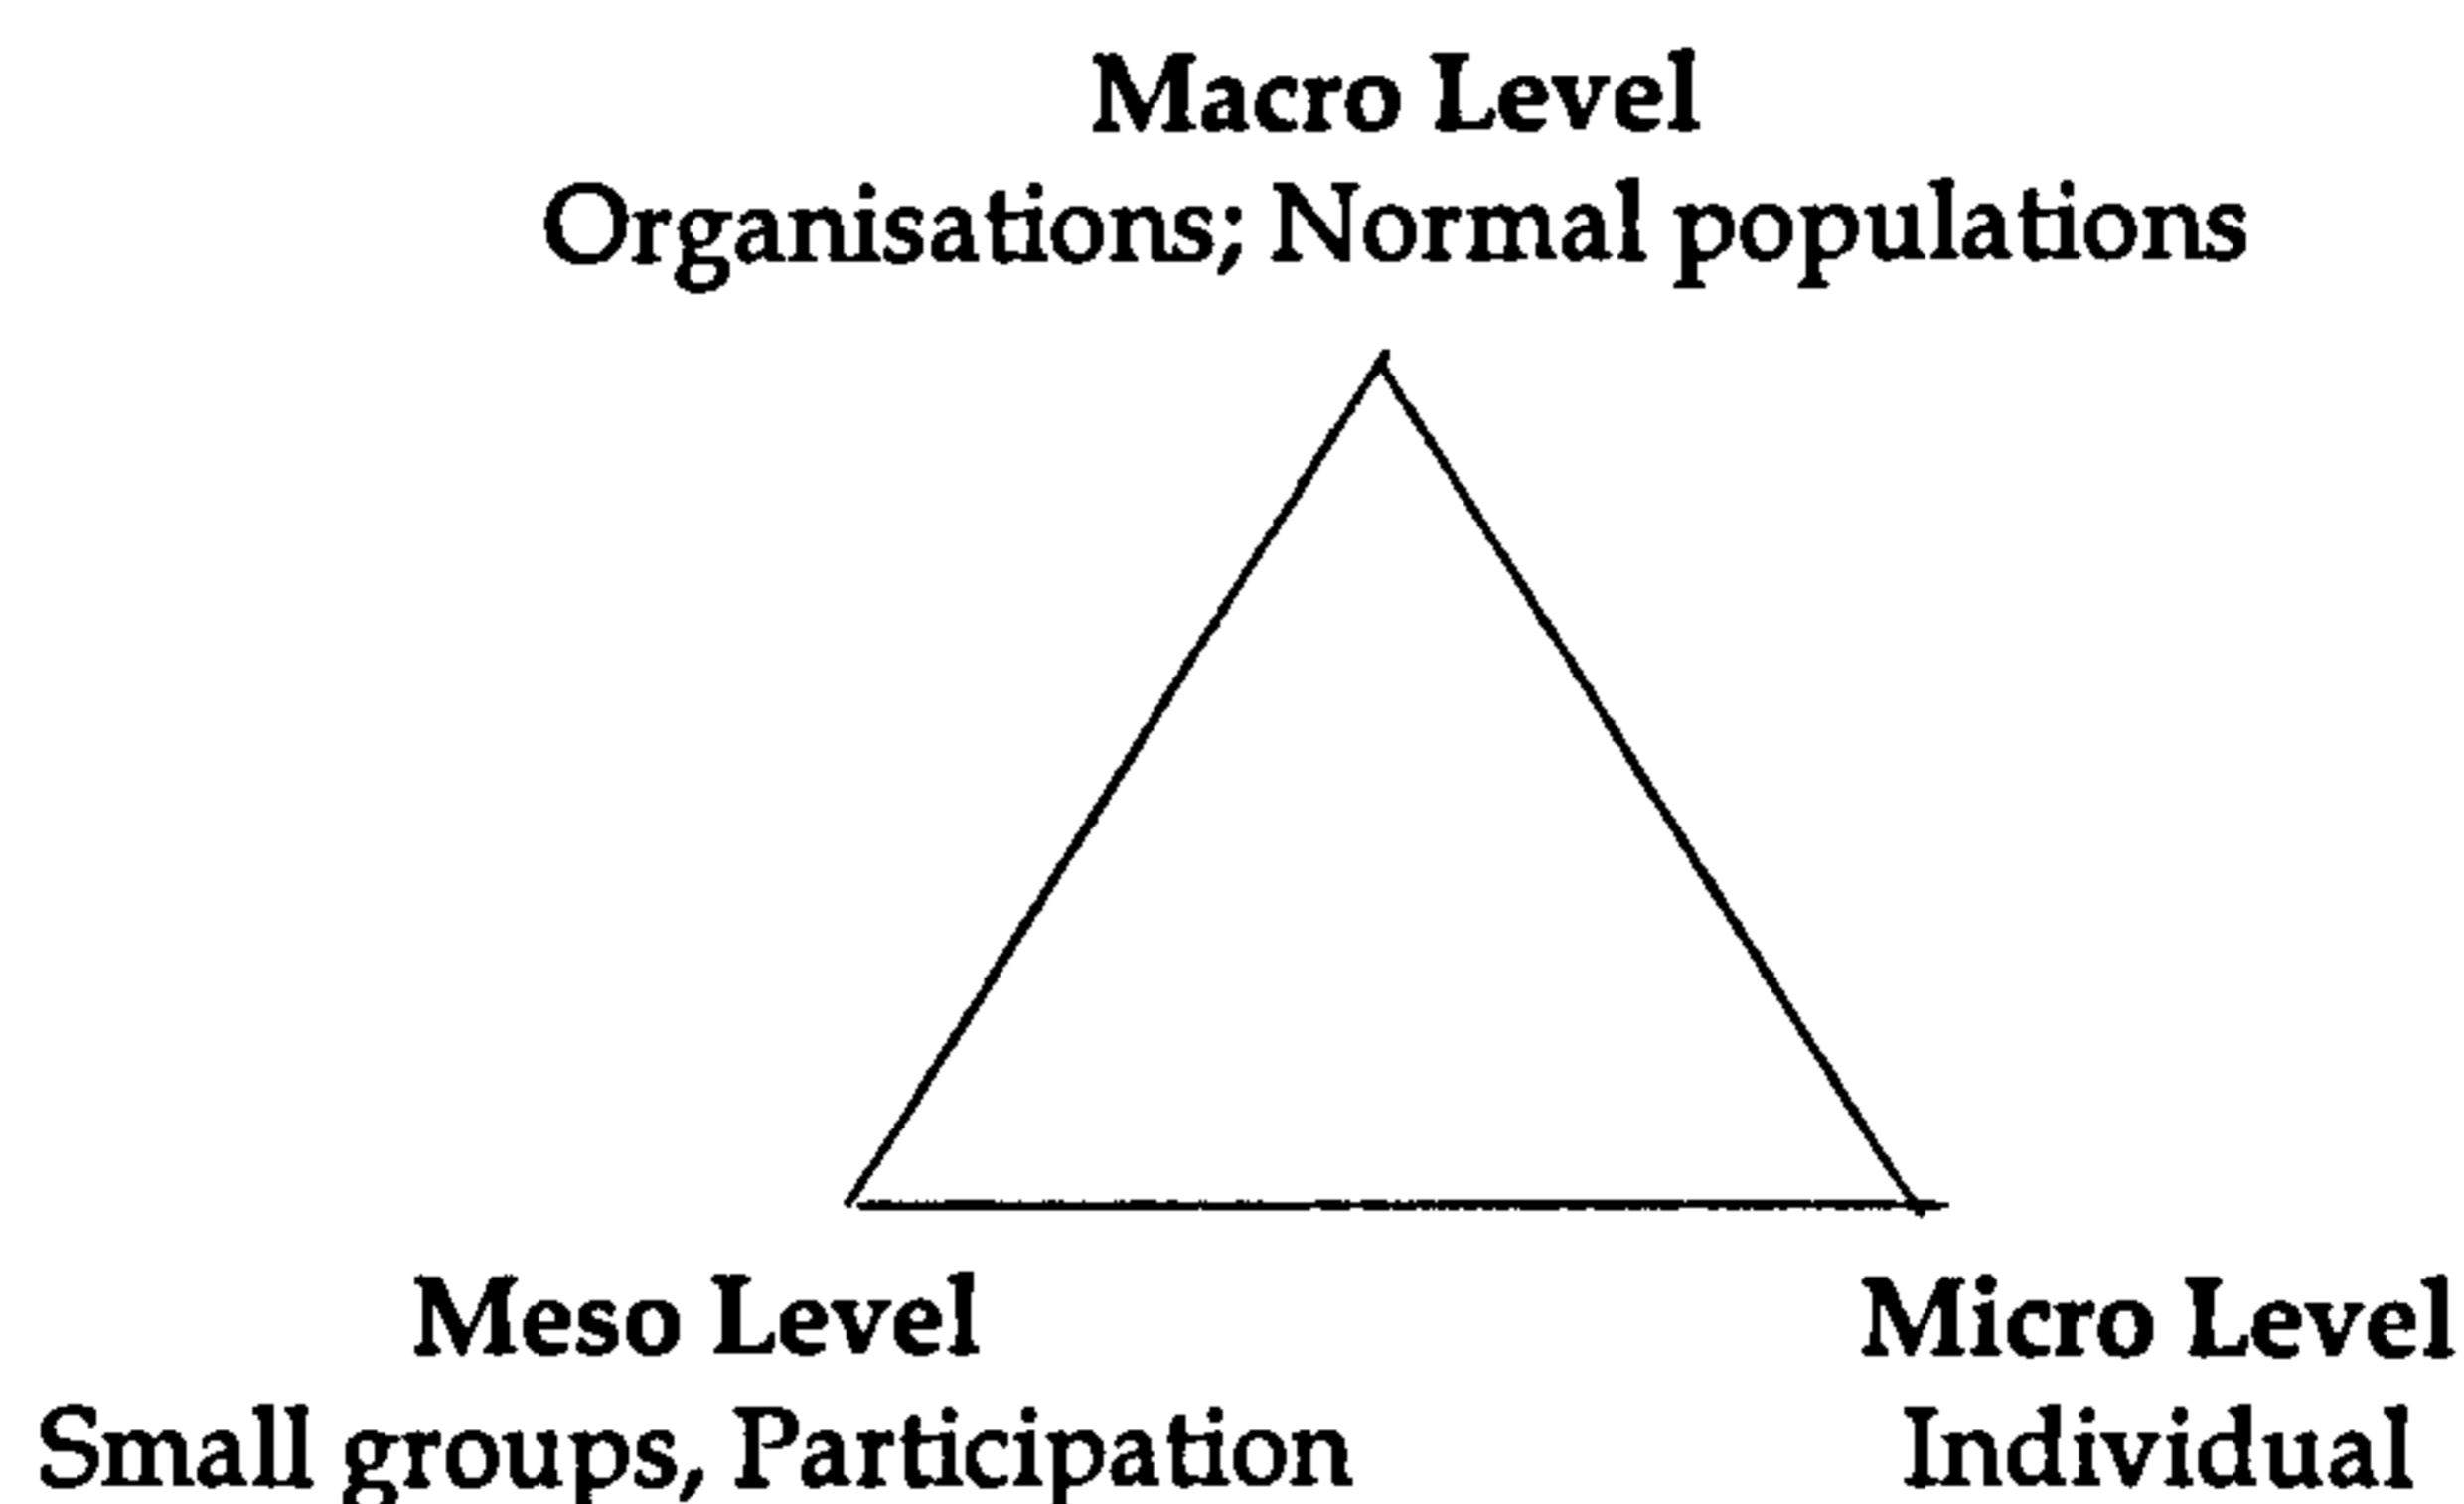 Macro Level
Organisations; Normal populations
Meso Level
Small groups, Participation
Micro Level
Individual